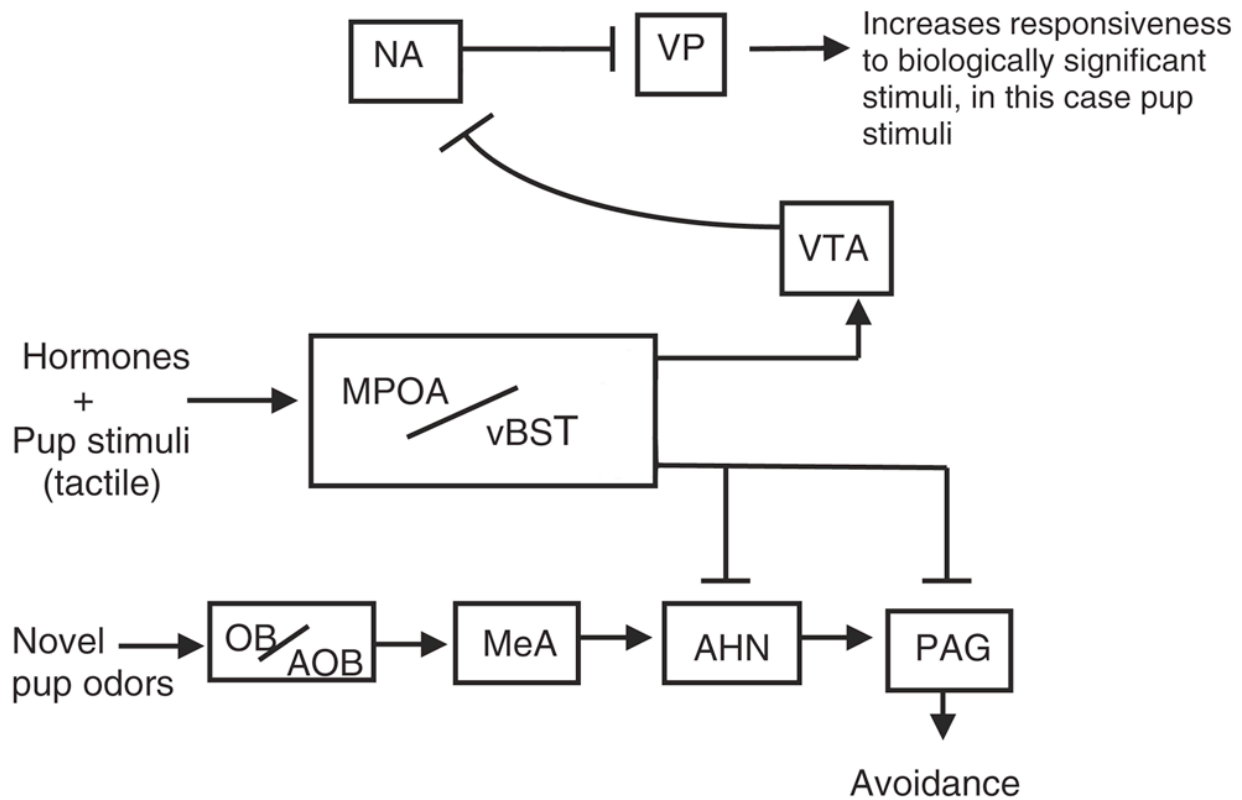 NA
VP
Increases responsiveness
to biologically significant
stimuli, in this case pup
stimuli
VTA
Hormones
+
Pup stimuli
(tactile)
MPOA
vBST
Novel
pup odors
OB
AOB
MeA
AHN
PAG
Avoidance